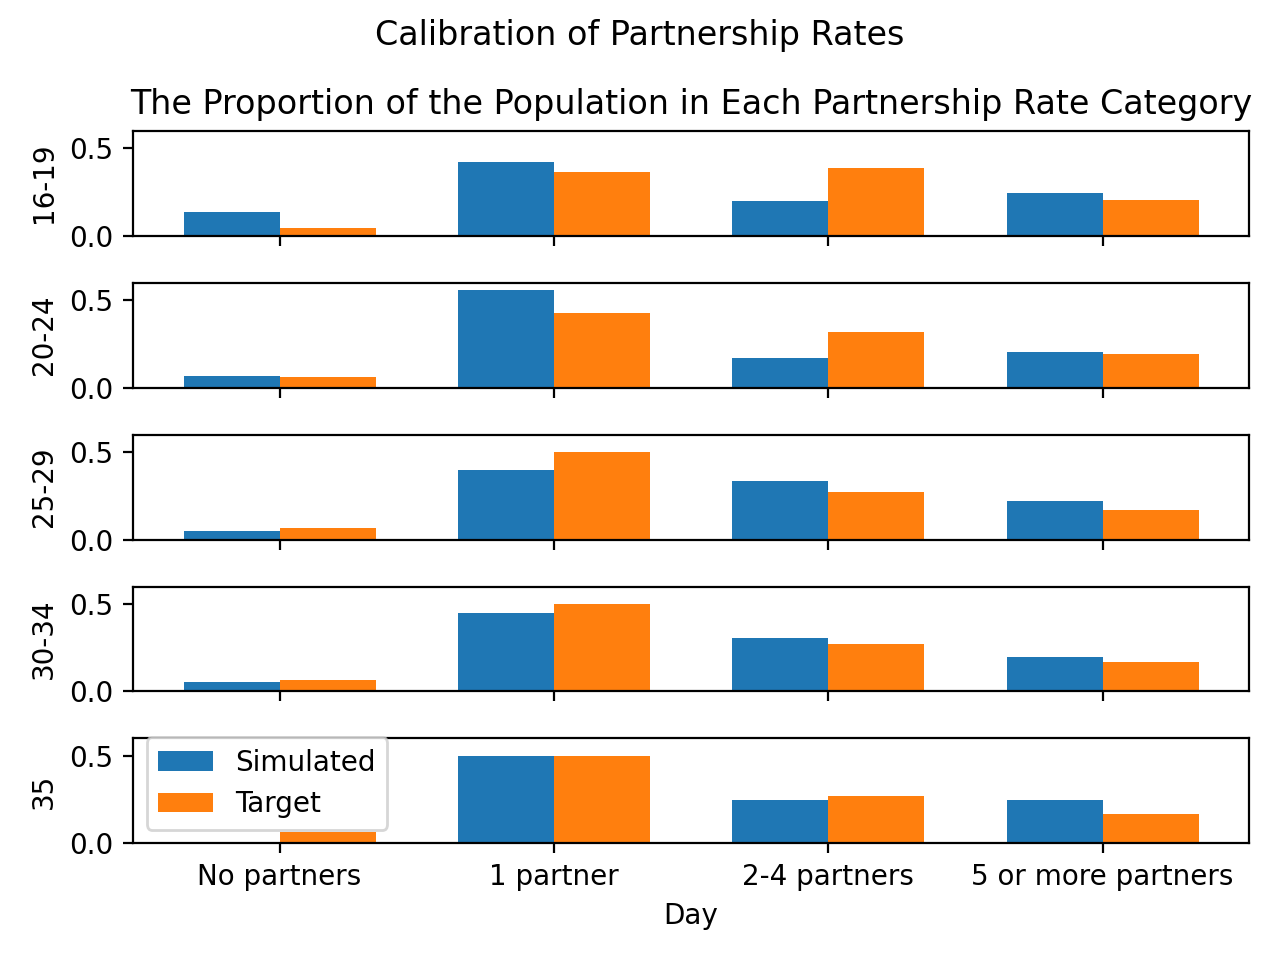 Calibration of Partnership Rates
The Proportion of the Population in Each Partnership Rate Category
0.5
16-19
0.0
0.5
20-24
0.0
0.5
25-29
0.0
0.5
30-34
0.0
0.5
35
0.0
Simulated
Target
No partners 1 partner 2-4 partners 5 or more partners
Day